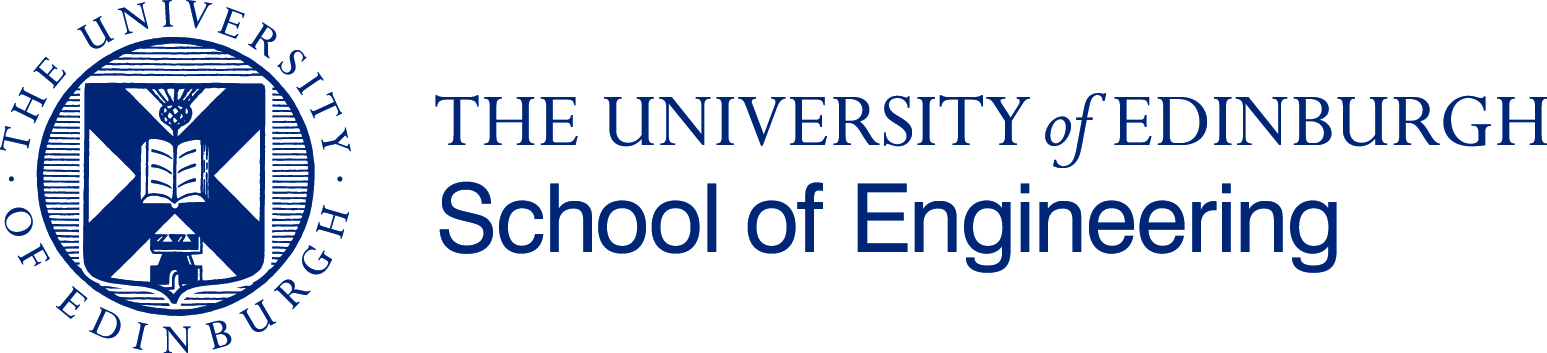 THE UNIVERSITY
OF EDINBURGH
THE UNIVERSITY of EDINBURGH
School of Engineering